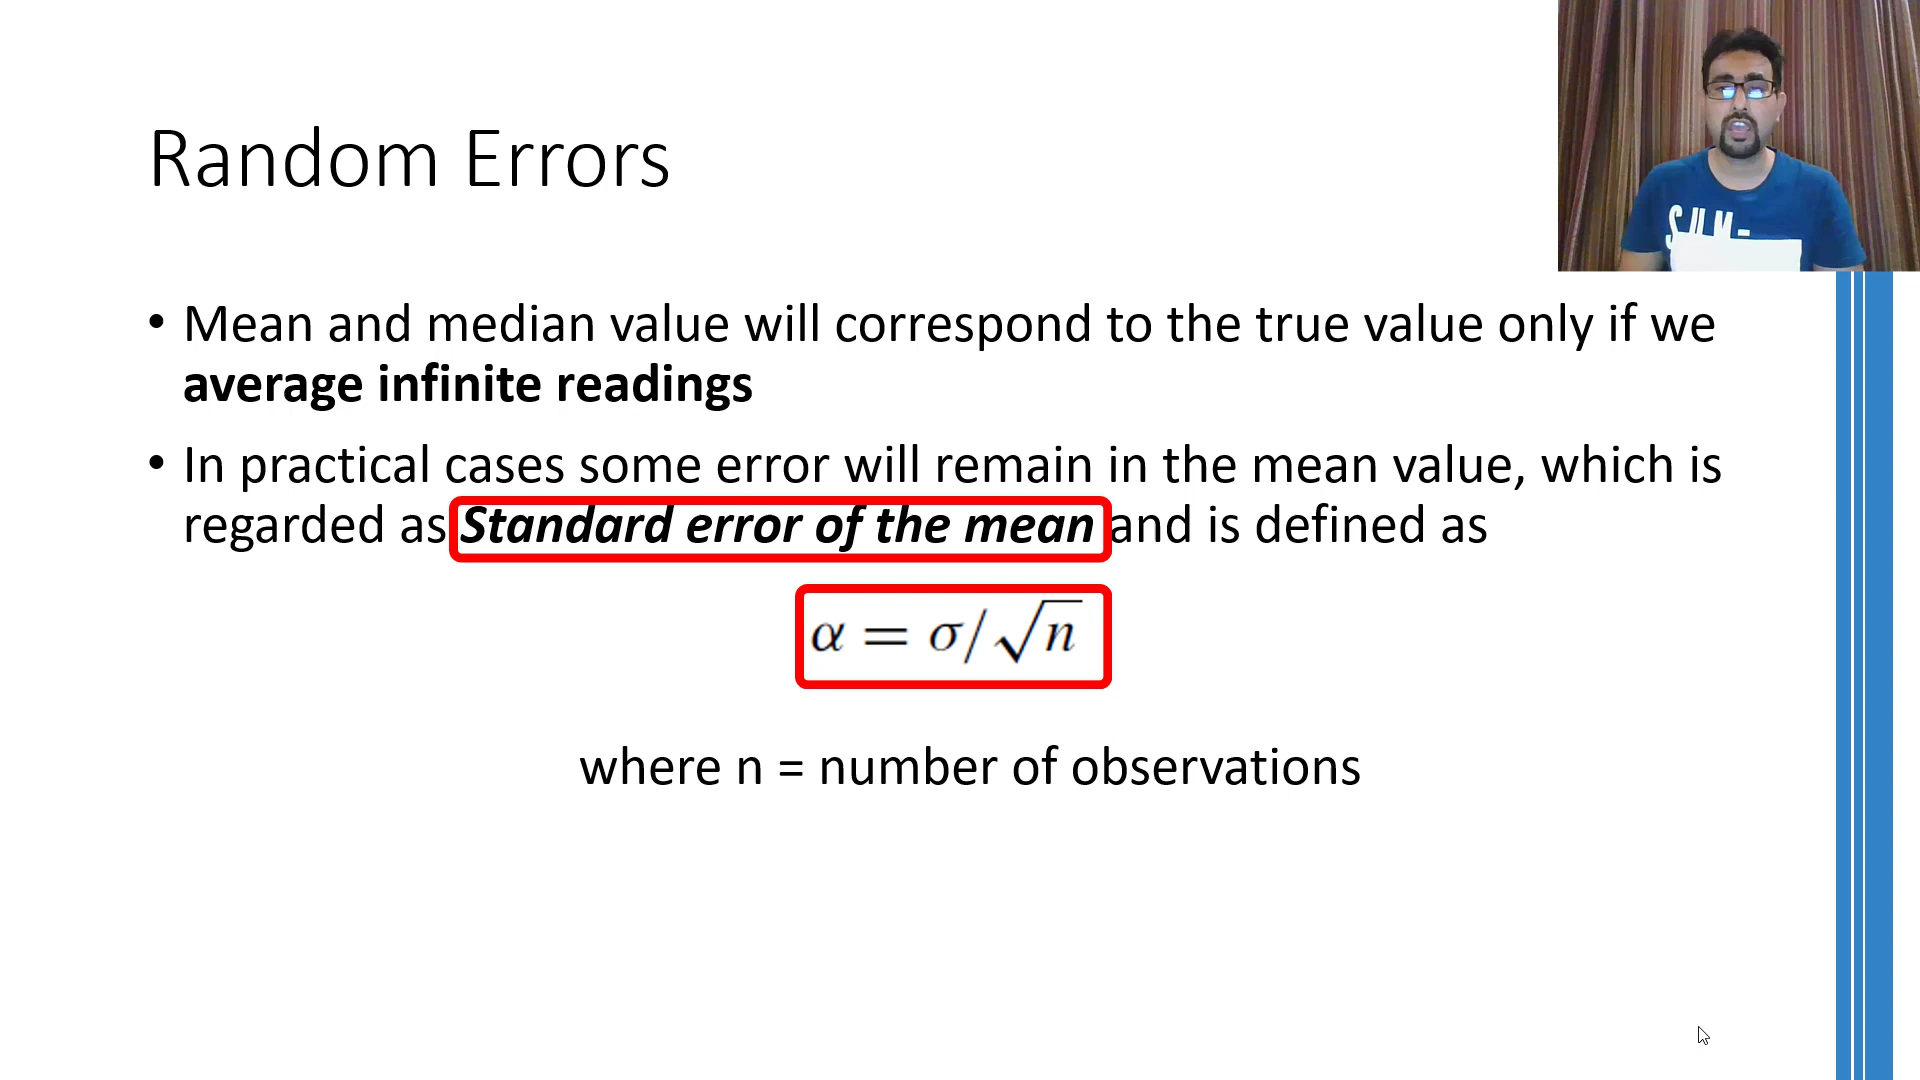 Random Errors
• Mean and median value will correspond to the true value only if we
average infinite readings
• In practical cases some error will remain in the mean value, which is
regarded as Standard error of the mean and is defined as
α = σ/√n
where n = number of observations